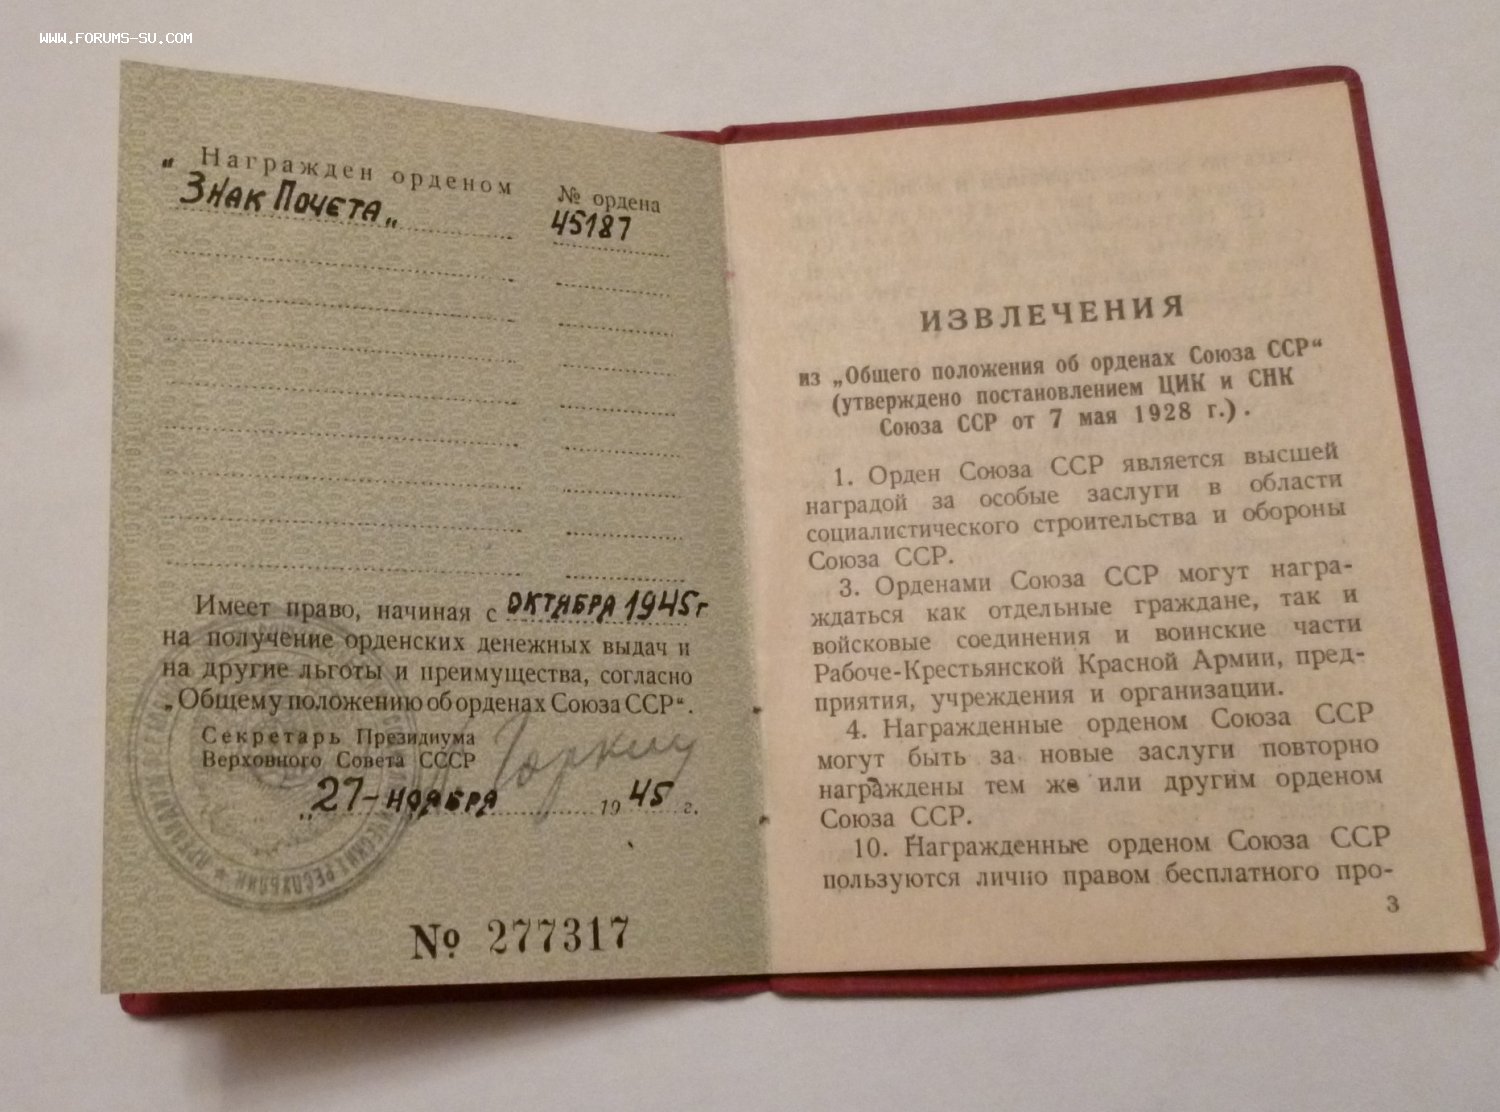 WWW.FORUMS-SU.COM
Награжден орденом
№ ордена
„Знак Почета„
45187
Имеет право, начиная с октября 1945 г
на получение орденских денежных выдач и
на другие льготы и преимущества, согласно
„Общему положению об орденах Союза ССР“.
Секретарь Президиума
Верховного Совета СССР
Горкин
„27-ноября 1945 г.
№ 277317
ИЗВЛЕЧЕНИЯ
из „Общего положения об орденах Союза ССР“
(утверждено постановлением ЦИК и СНК
Союза ССР от 7 мая 1928 г.).
1. Орден Союза ССР является высшей
наградой за особые заслуги в области
социалистического строительства и обороны
Союза ССР.
3. Орденами Союза ССР могут награ-
ждаться как отдельные граждане, так и
войсковые соединения и воинские части
Рабоче-Крестьянской Красной Армии, пред-
приятия, учреждения и организации.
4. Награжденные орденом Союза ССР
могут быть за новые заслуги повторно
награждены тем же или другим орденом
Союза ССР.
10. Награжденные орденом Союза ССР
пользуются лично правом бесплатного про-
3